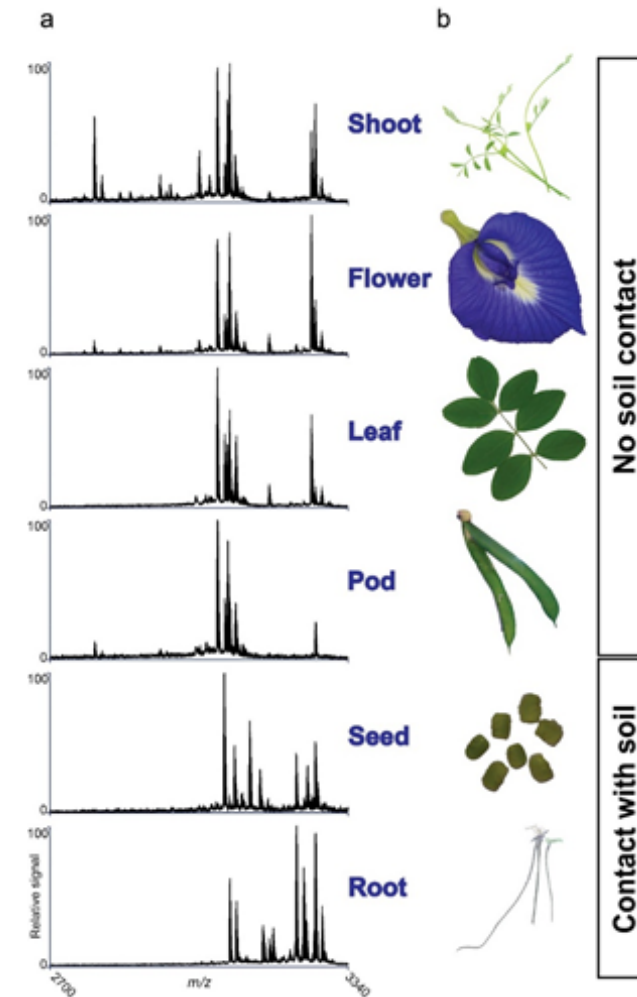 a
b
100
0
Shoot
100
0
Flower
100
0
Leaf
100
0
Pod
No soil contact
100
0
Seed
100
0
Relative signal
Root
2700
m/z
3340
Contact with soil